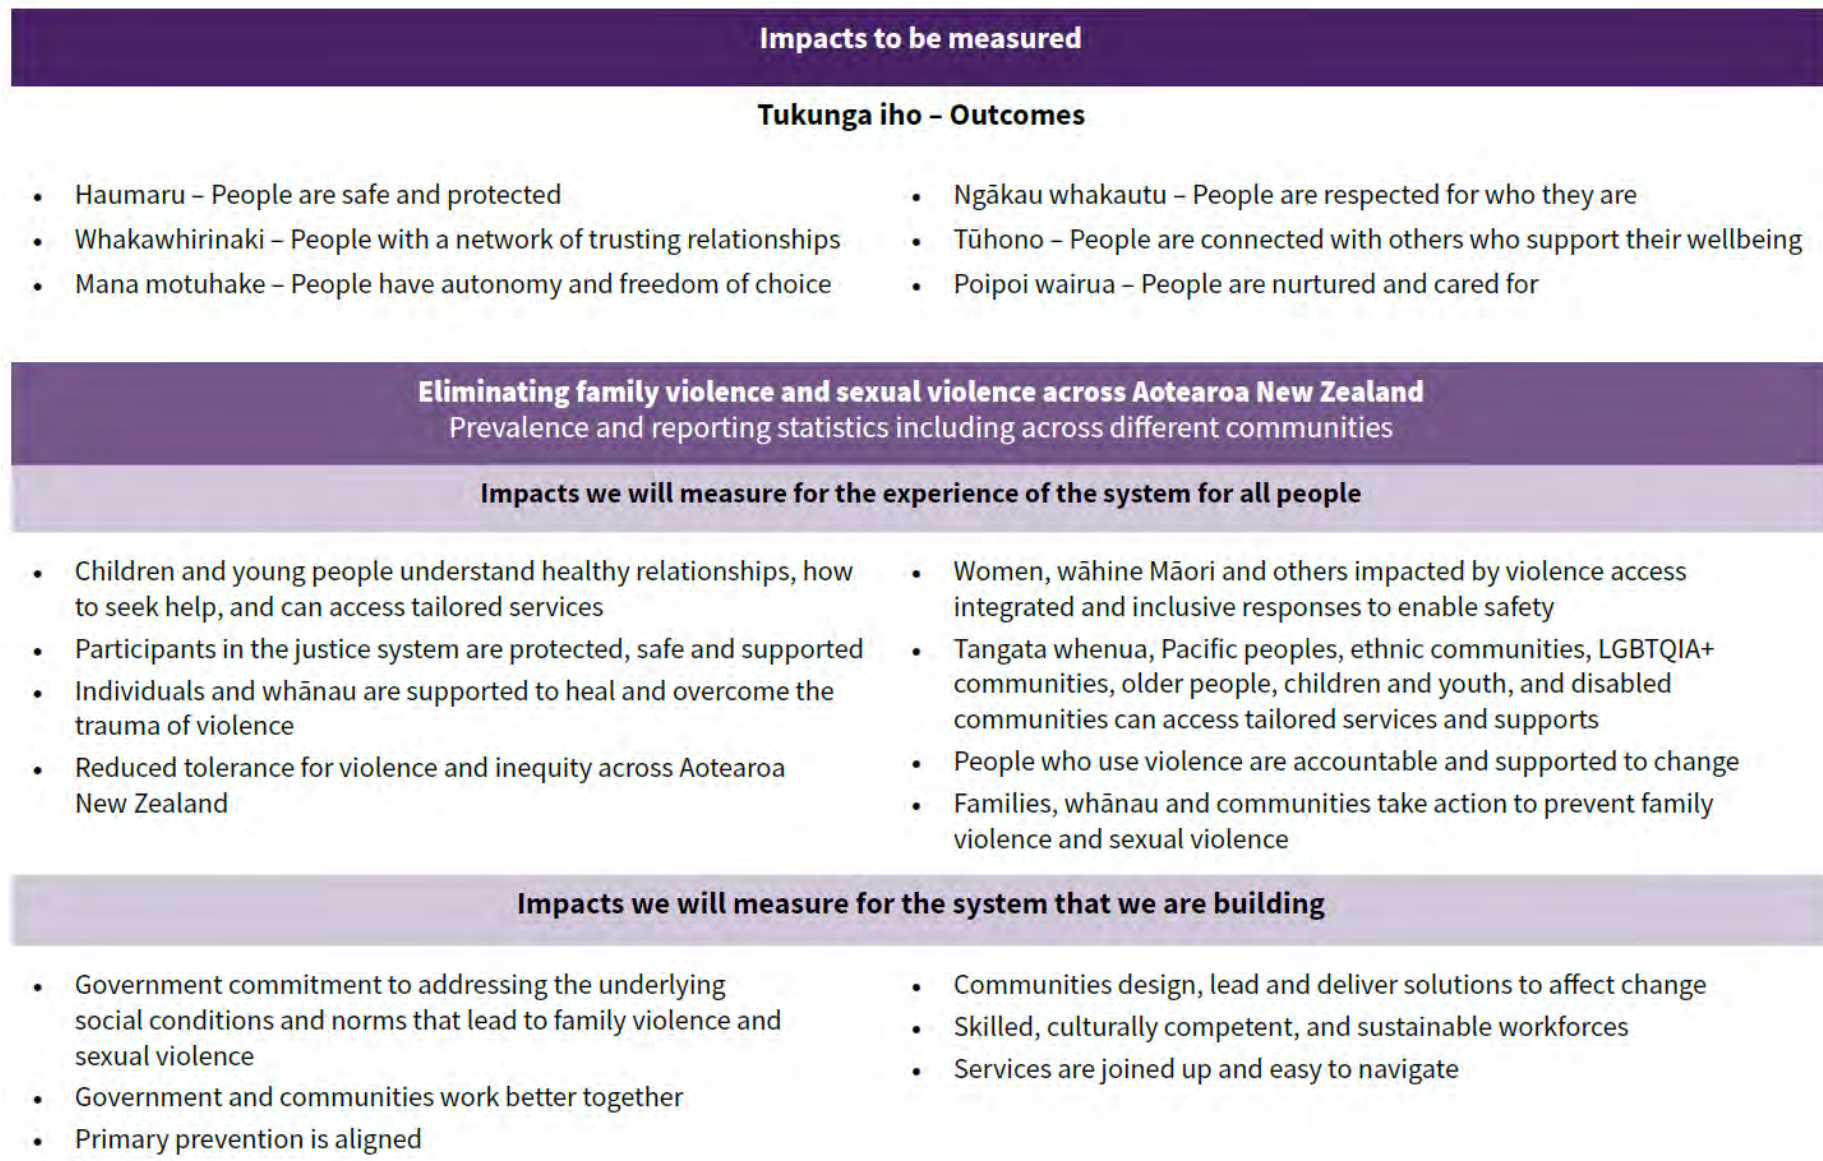 Impacts to be measured
Tukunga iho – Outcomes
• Haumaru – People are safe and protected
• Whakawhirinaki – People with a network of trusting relationships
• Mana motuhake – People have autonomy and freedom of choice
• Ngākau whakautu – People are respected for who they are
• Tūhono – People are connected with others who support their wellbeing
• Poipoi wairua – People are nurtured and cared for
Eliminating family violence and sexual violence across Aotearoa New Zealand
Prevalence and reporting statistics including across different communities
Impacts we will measure for the experience of the system for all people
• Children and young people understand healthy relationships, how
to seek help, and can access tailored services
• Participants in the justice system are protected, safe and supported
• Individuals and whānau are supported to heal and overcome the
trauma of violence
• Reduced tolerance for violence and inequity across Aotearoa
New Zealand
• Women, wāhine Māori and others impacted by violence access
integrated and inclusive responses to enable safety
• Tangata whenua, Pacific peoples, ethnic communities, LGBTQIA+
communities, older people, children and youth, and disabled
communities can access tailored services and supports
• People who use violence are accountable and supported to change
• Families, whānau and communities take action to prevent family
violence and sexual violence
Impacts we will measure for the system that we are building
• Government commitment to addressing the underlying
social conditions and norms that lead to family violence and
sexual violence
• Government and communities work better together
• Primary prevention is aligned
• Communities design, lead and deliver solutions to affect change
• Skilled, culturally competent, and sustainable workforces
• Services are joined up and easy to navigate